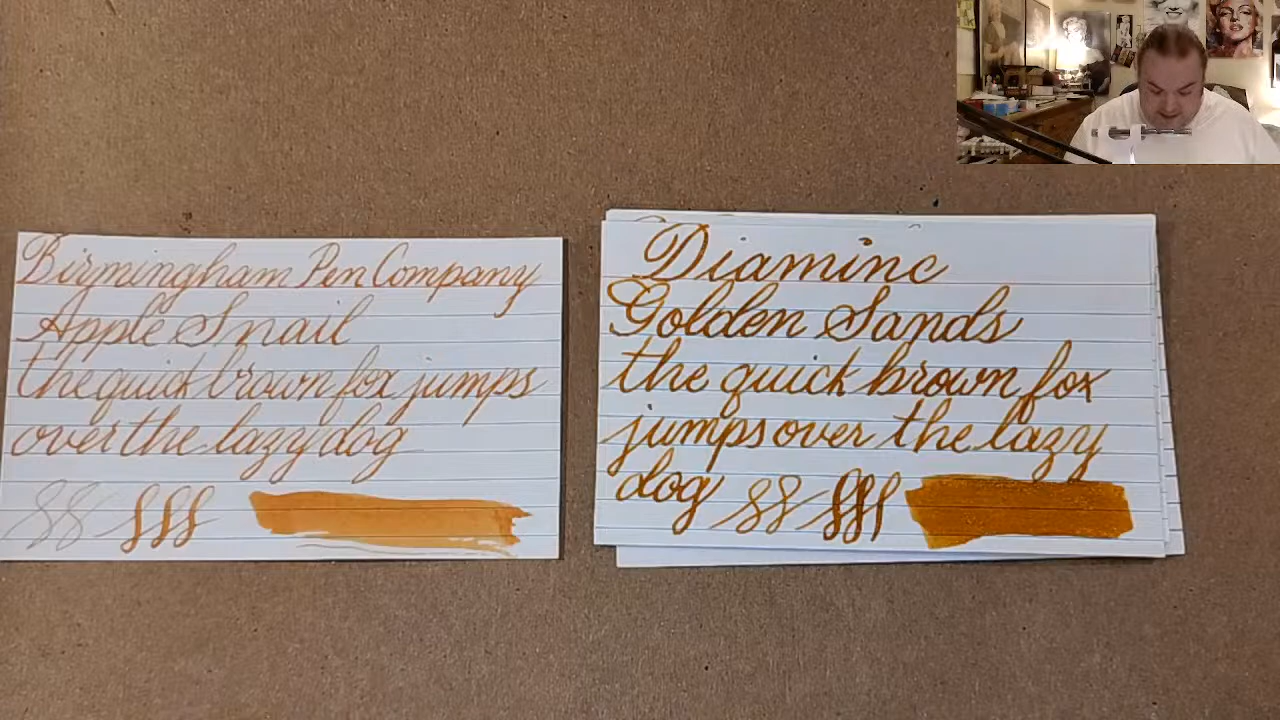 Birmingham Pen Company
Apple Snail
the quick brown fox jumps
over the lazy dog
Diamine
Golden Sands
the quick brown fox
jumps over the lazy
dog